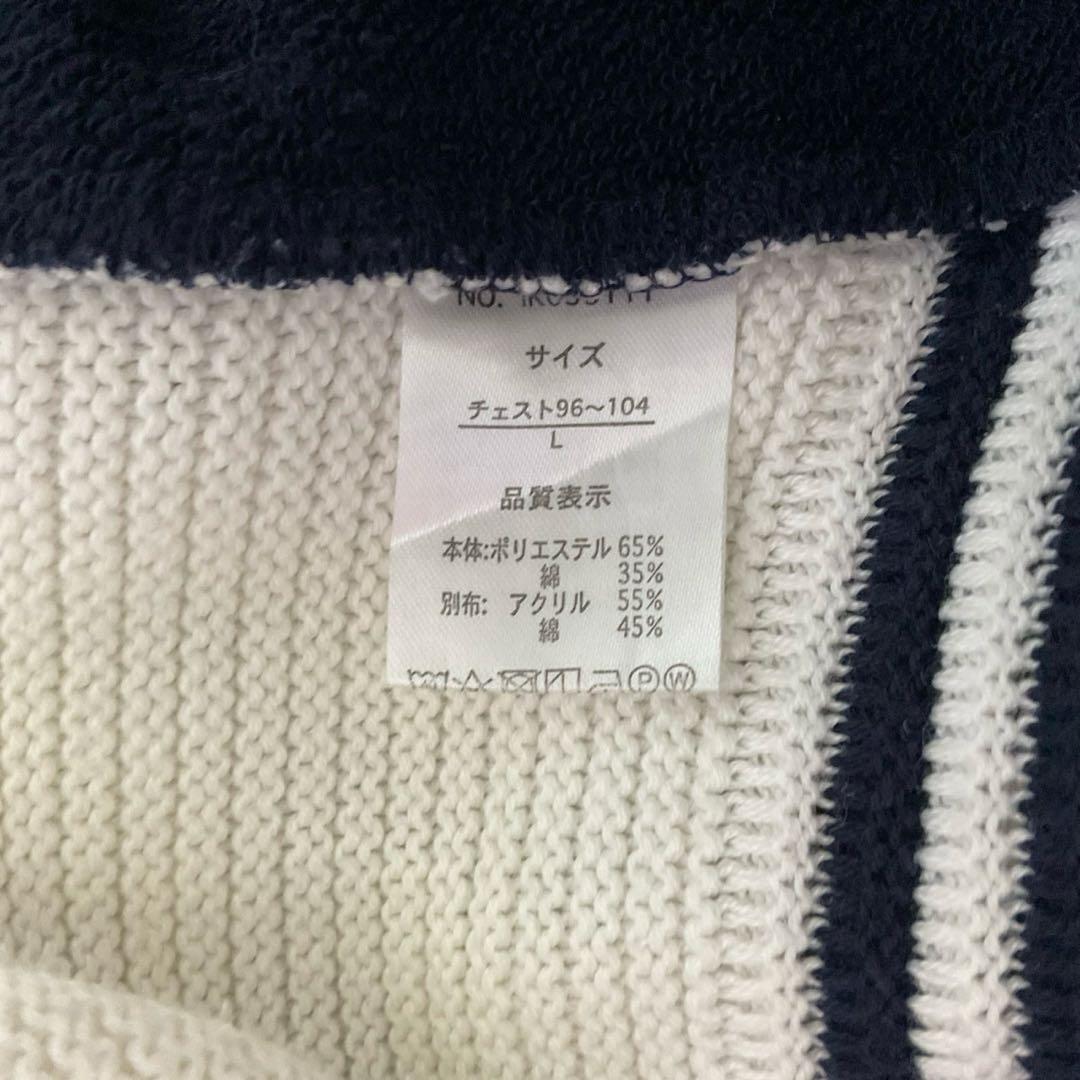 NO.
サイズ
チェスト96〜104
L
品質表示
本体:ポリエステル 65%
綿 35%
別布: アクリル 55%
綿 45%
P W